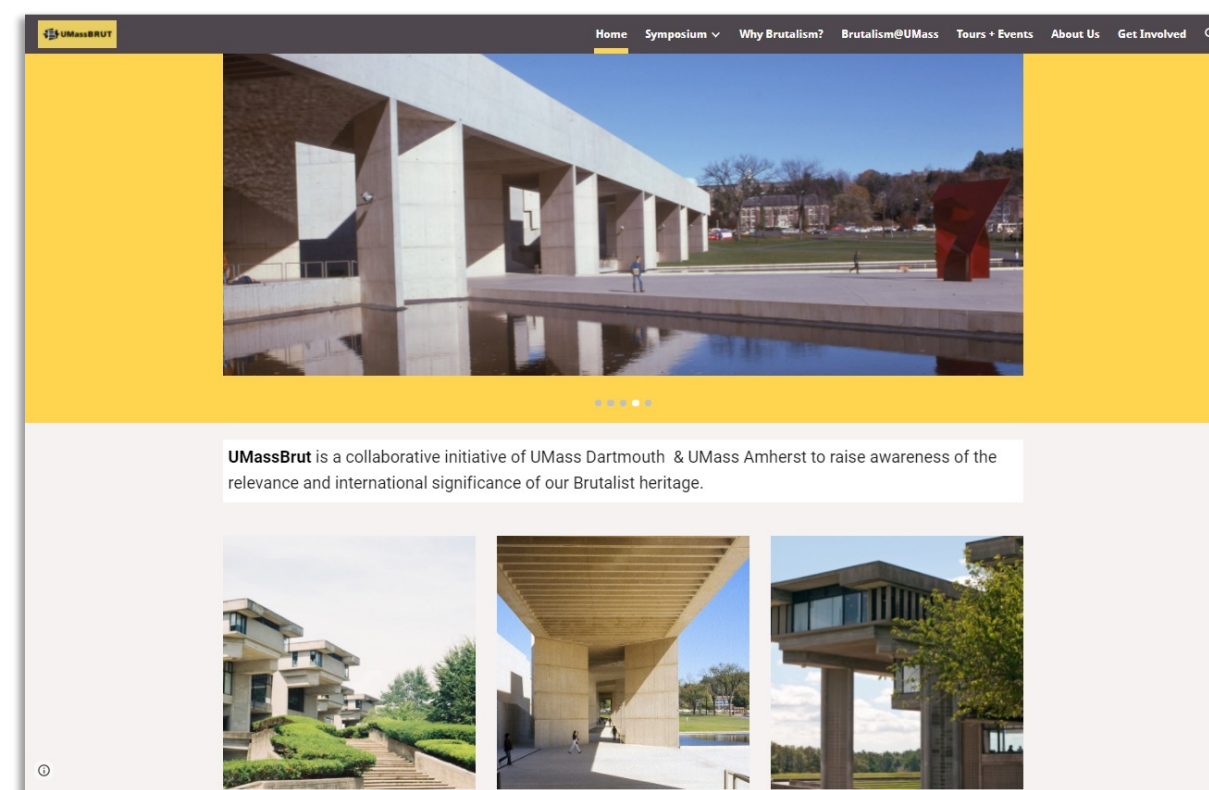 UMassBRUT
Home Symposium Why Brutalism? Brutalism@UMass Tours + Events About Us Get Involved
UMassBrut is a collaborative initiative of UMass Dartmouth & UMass Amherst to raise awareness of the
relevance and international significance of our Brutalist heritage.